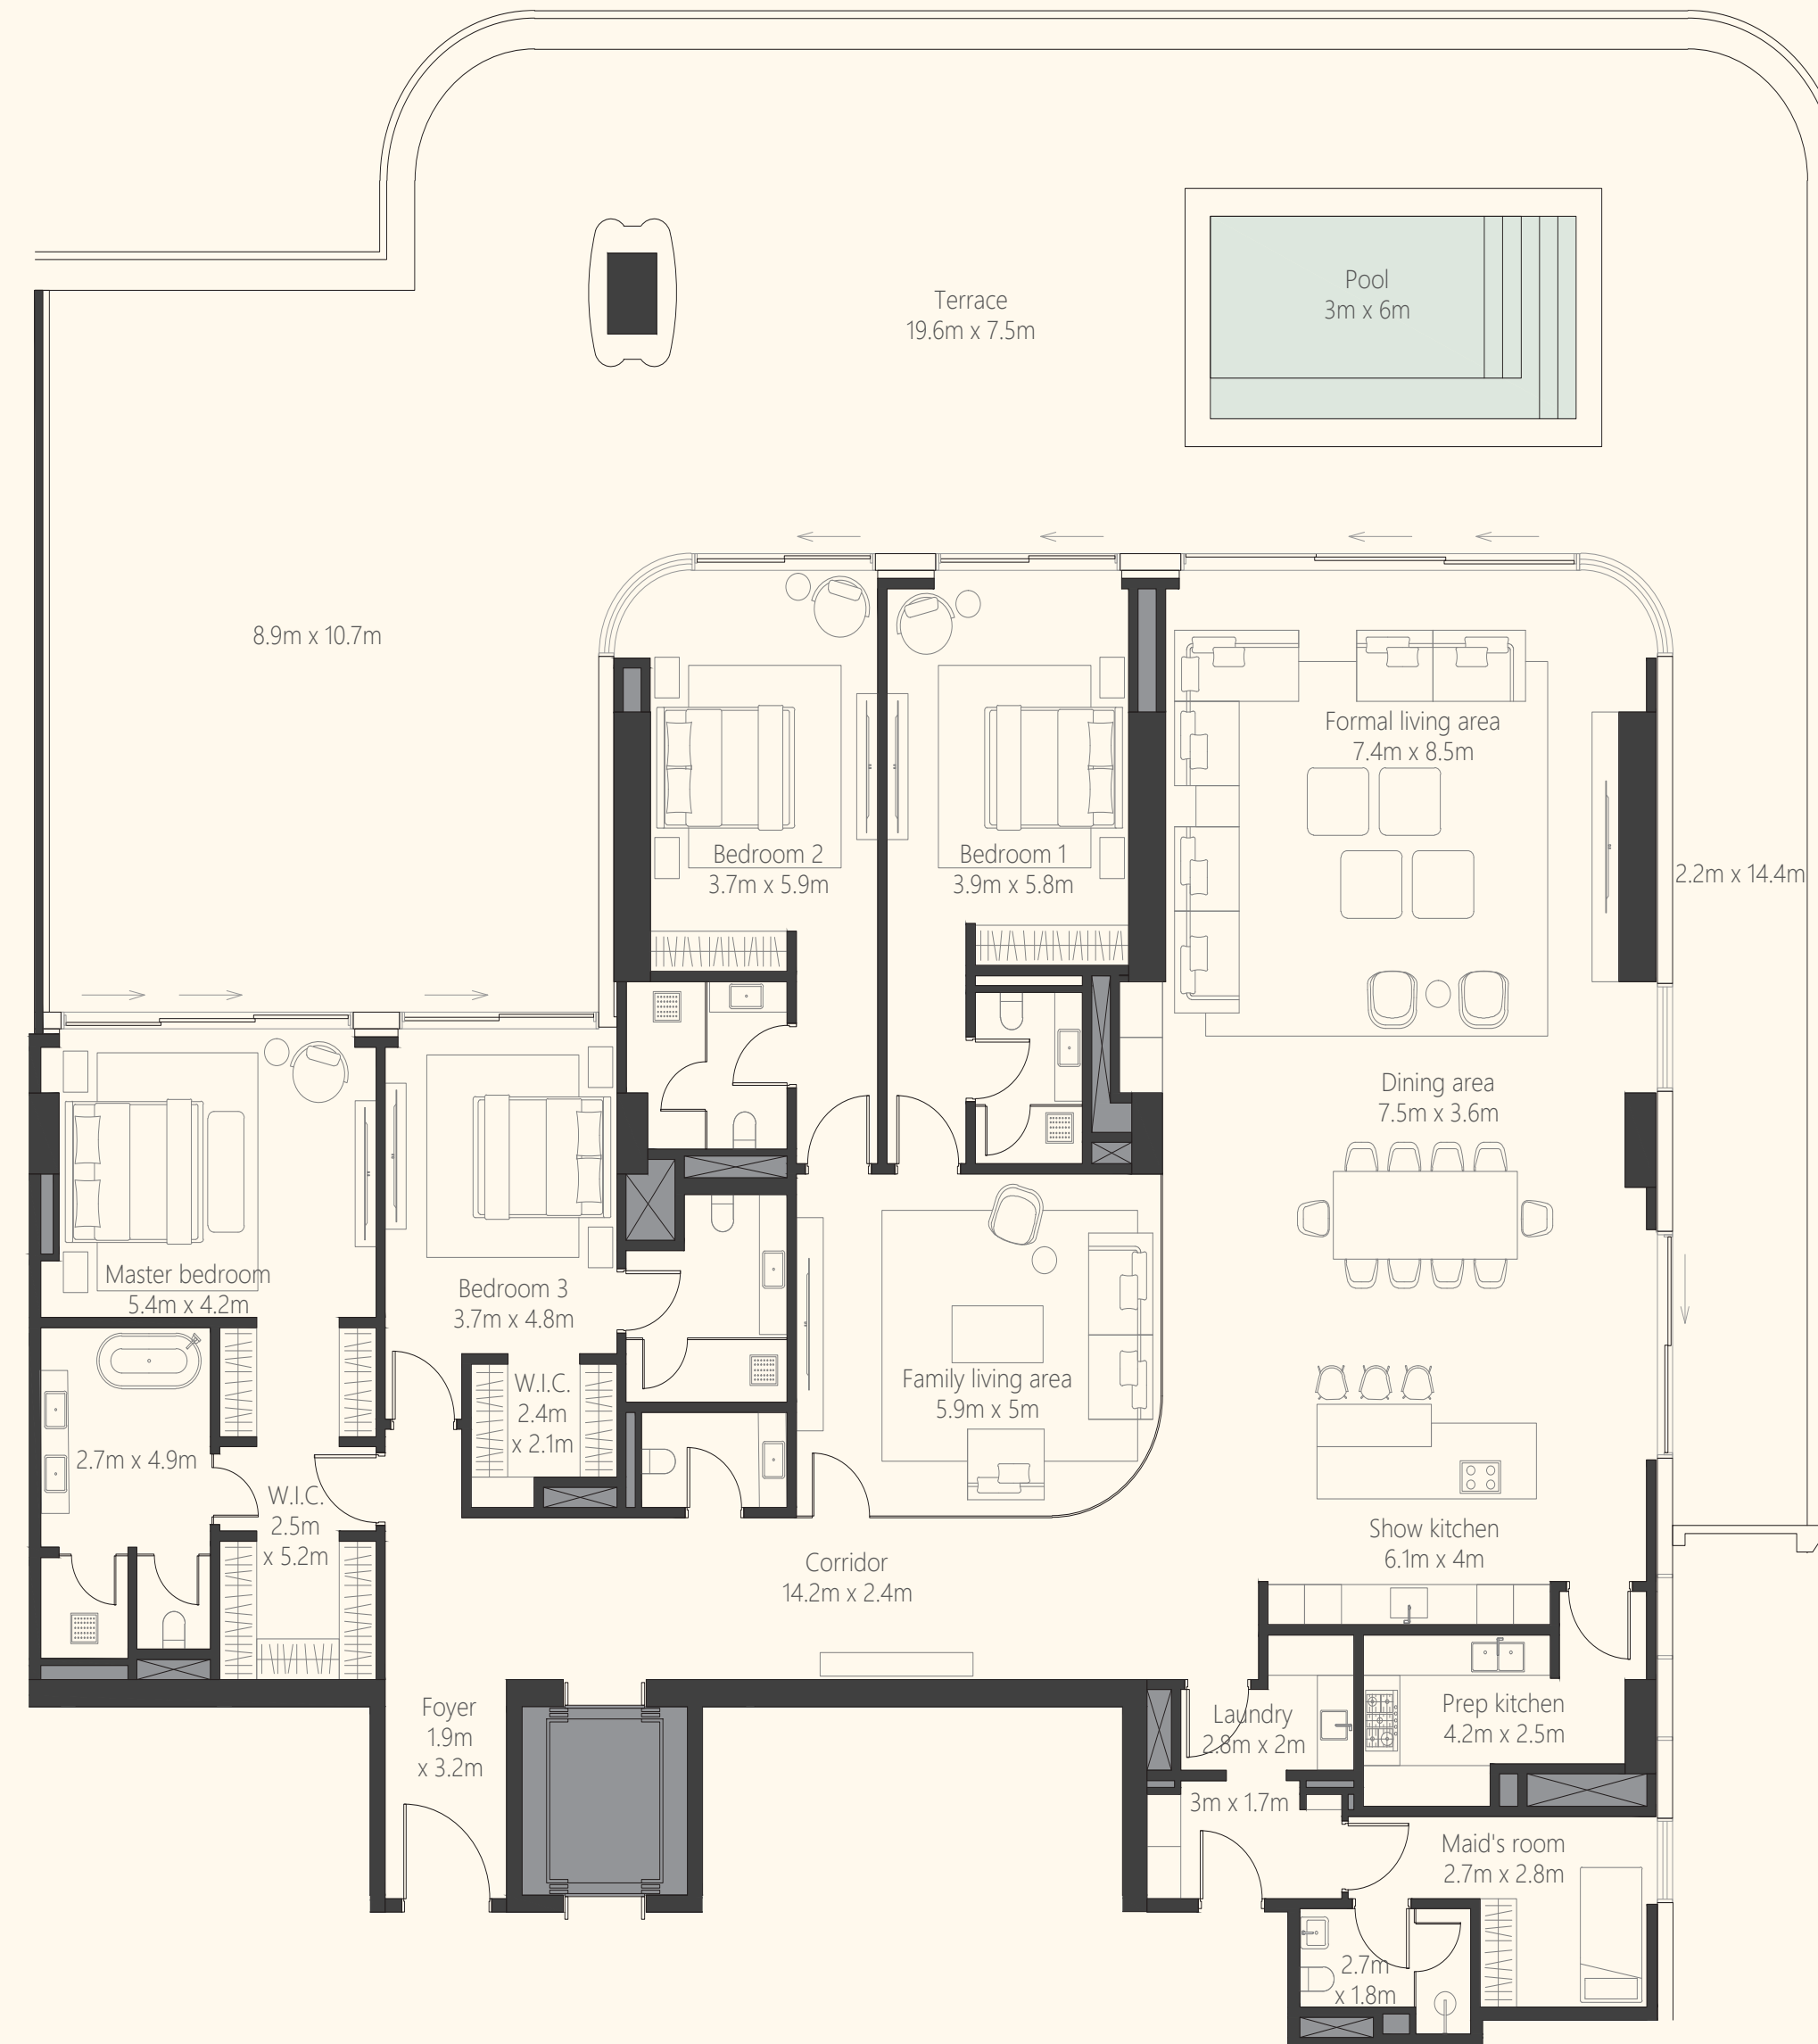 Pool
3m x 6m
Terrace
19.6m x 7.5m
8.9m x 10.7m
Formal living area
7.4m x 8.5m
Bedroom 2
3.7m x 5.9m
Bedroom 1
3.9m x 5.8m
2.2m x 14.4m
Dining area
7.5m x 3.6m
Master bedroom
5.4m x 4.2m
Bedroom 3
3.7m x 4.8m
W.I.C.
2.4m
x 2.1m
Family living area
5.9m x 5m
2.7m x 4.9m
W.I.C.
2.5m
x 5.2m
Show kitchen
6.1m x 4m
Corridor
14.2m x 2.4m
Foyer
1.9m
x 3.2m
Laundry
2.8m x 2m
Prep kitchen
4.2m x 2.5m
3m x 1.7m
Maid's room
2.7m x 2.8m
2.7m
x 1.8m